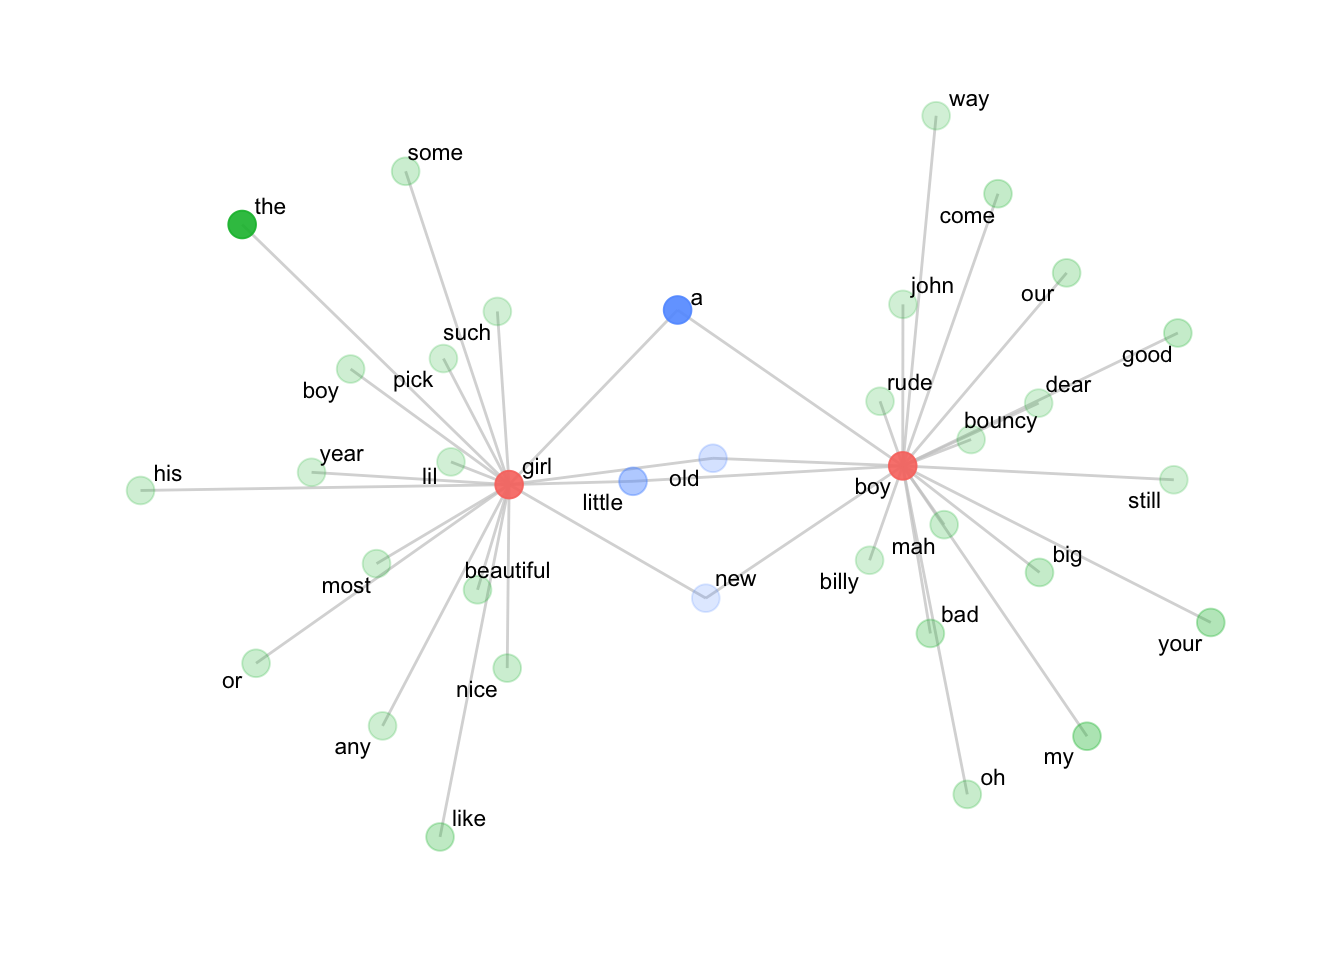 way
some
the
come
john
our
a
such
good
pick
rude
dear
boy
bouncy
year
girl
his
lil
old
boy
little
still
mah
big
beautiful
new
billy
most
bad
your
or
nice
any
my
oh
like